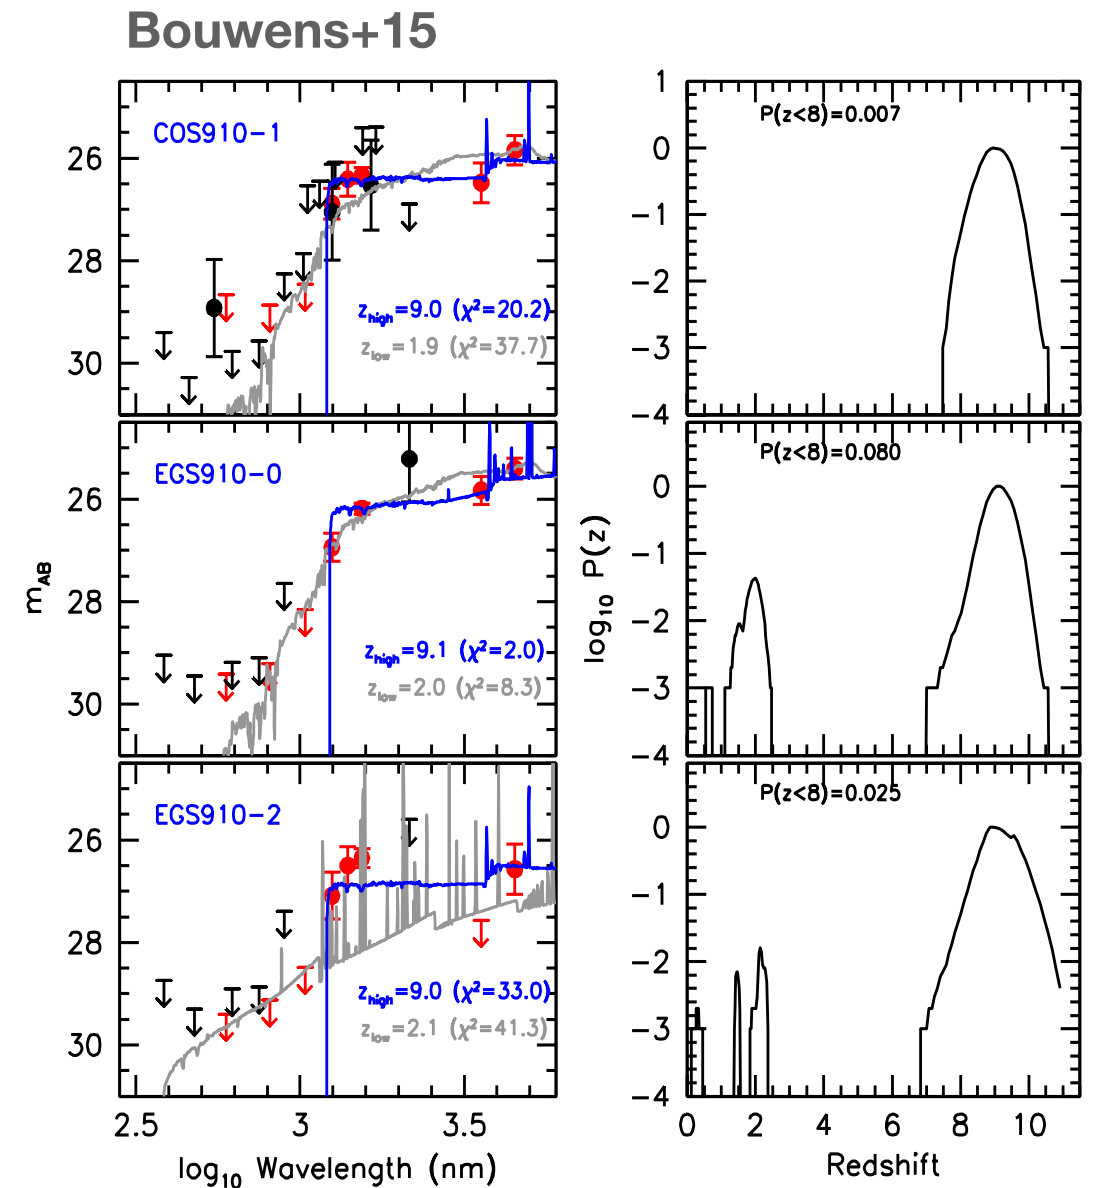 Bouwens+15
COS910-1
26
28
30
z_high=9.0 (χ²=20.2)
z_low=1.9 (χ²=37.7)
P(z<8)=0.007
1
0
−1
−2
−3
−4
EGS910-0
26
28
30
z_high=9.1 (χ²=2.0)
z_low=2.0 (χ²=8.3)
P(z<8)=0.080
0
−1
−2
−3
−4
m_AB
log₁₀ P(z)
EGS910-2
26
28
30
z_high=9.0 (χ²=33.0)
z_low=2.1 (χ²=41.3)
P(z<8)=0.025
0
−1
−2
−3
−4
2.5 3 3.5
log₁₀ Wavelength (nm)
0 2 4 6 8 10
Redshift